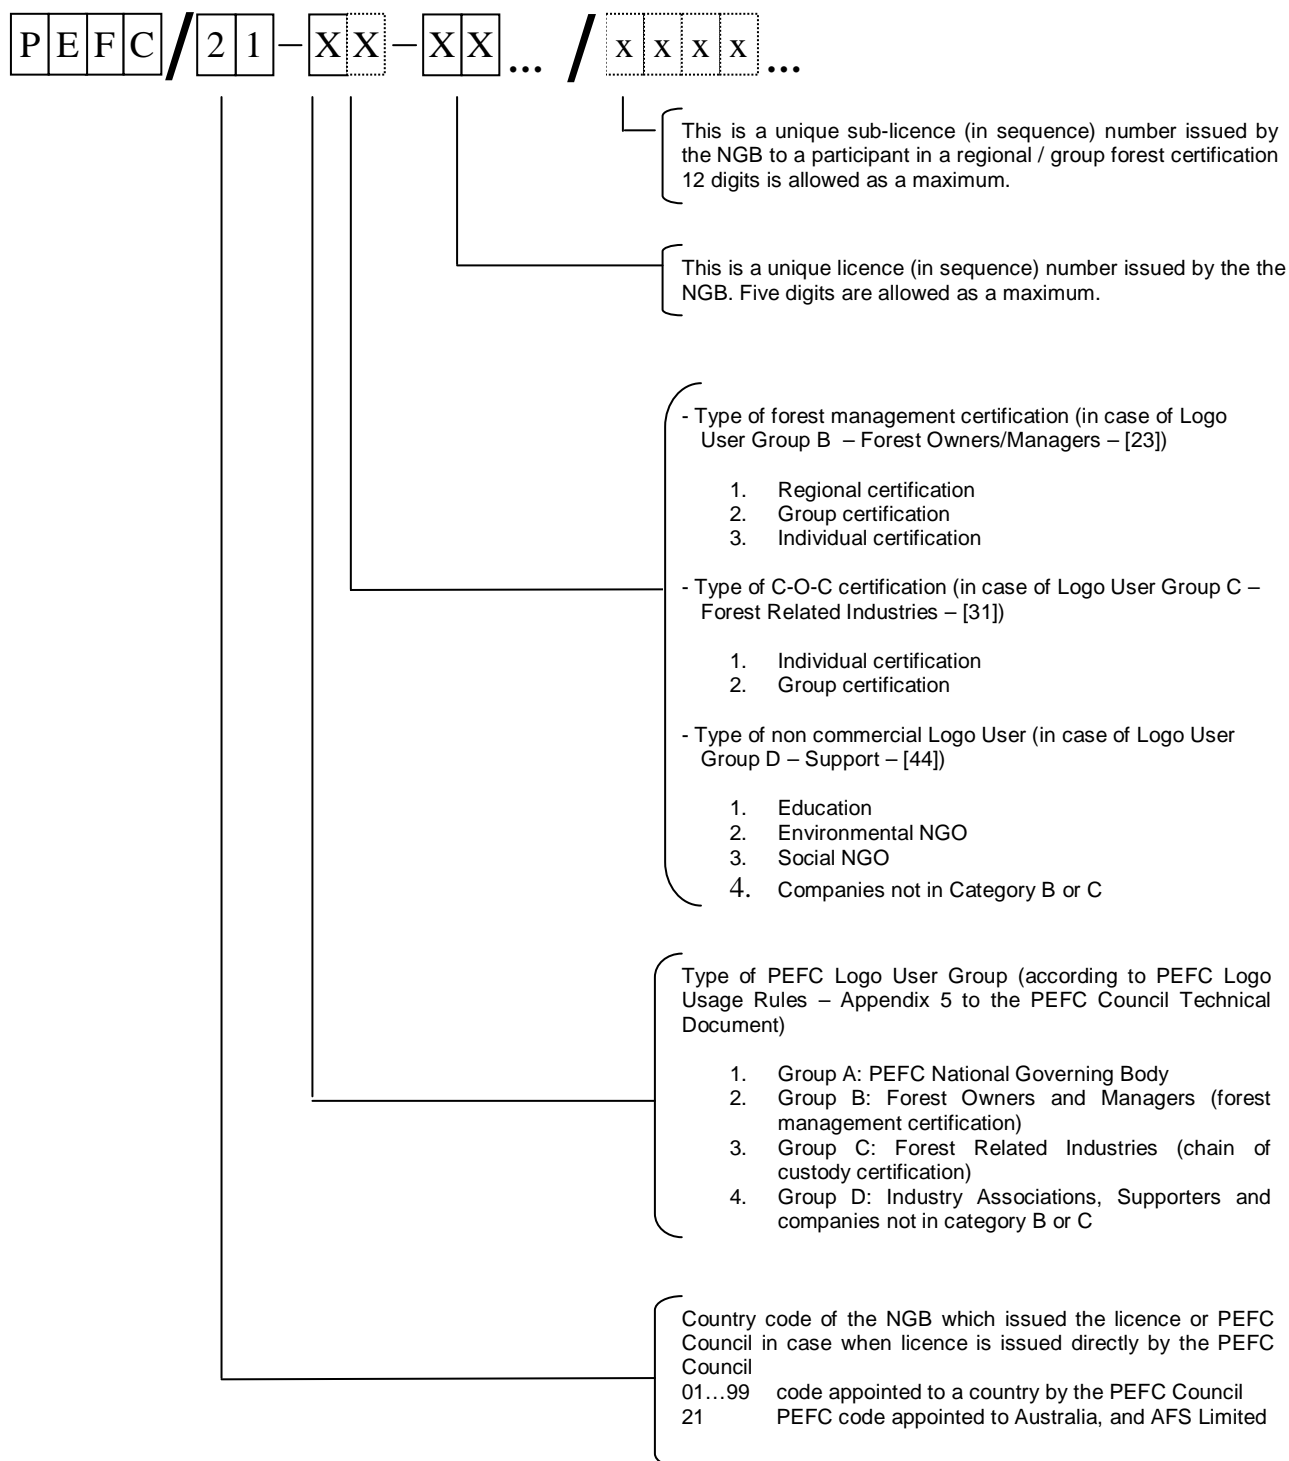 PEFC/21–XX–XX... / xxxx...
This is a unique sub-licence (in sequence) number issued by
the NGB to a participant in a regional / group forest certification
12 digits is allowed as a maximum.
This is a unique licence (in sequence) number issued by the the
NGB. Five digits are allowed as a maximum.
- Type of forest management certification (in case of Logo
User Group B – Forest Owners/Managers – [23])
1. Regional certification
2. Group certification
3. Individual certification
- Type of C-O-C certification (in case of Logo User Group C –
Forest Related Industries – [31])
1. Individual certification
2. Group certification
- Type of non commercial Logo User (in case of Logo User
Group D – Support – [44])
1. Education
2. Environmental NGO
3. Social NGO
4. Companies not in Category B or C
Type of PEFC Logo User Group (according to PEFC Logo
Usage Rules – Appendix 5 to the PEFC Council Technical
Document)
1. Group A: PEFC National Governing Body
2. Group B: Forest Owners and Managers (forest
management certification)
3. Group C: Forest Related Industries (chain of
custody certification)
4. Group D: Industry Associations, Supporters and
companies not in category B or C
Country code of the NGB which issued the licence or PEFC
Council in case when licence is issued directly by the PEFC
Council
01…99 code appointed to a country by the PEFC Council
21 PEFC code appointed to Australia, and AFS Limited